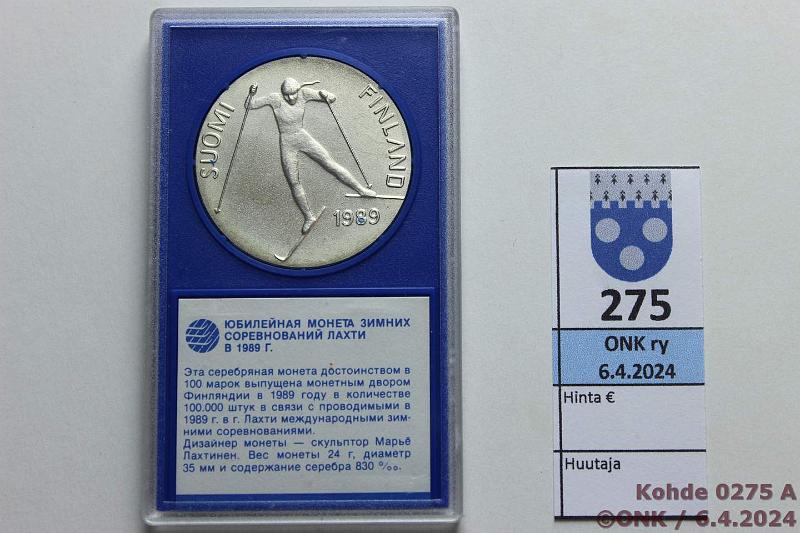 SUOMI
FINLAND
1989
ЮБИЛЕЙНАЯ МОНЕТА ЗИМНИХ
СОРЕВНОВАНИЙ ЛАХТИ
В 1989 Г.
Эта серебряная монета достоинством в
100 марок выпущена монетным двором
Финляндии в 1989 году в количестве
100.000 штук в связи с проводимыми в
1989 г. в г. Лахти международными зим-
ними соревнованиями.
Дизайнер монеты — скульптор Марьё
Лахтинен. Вес монеты 24 г, диаметр
35 мм и содержание серебра 830 ‰.
275
ONK ry
6.4.2024
Hinta €
Huutaja
Kohde 0275 A
©ONK / 6.4.2024